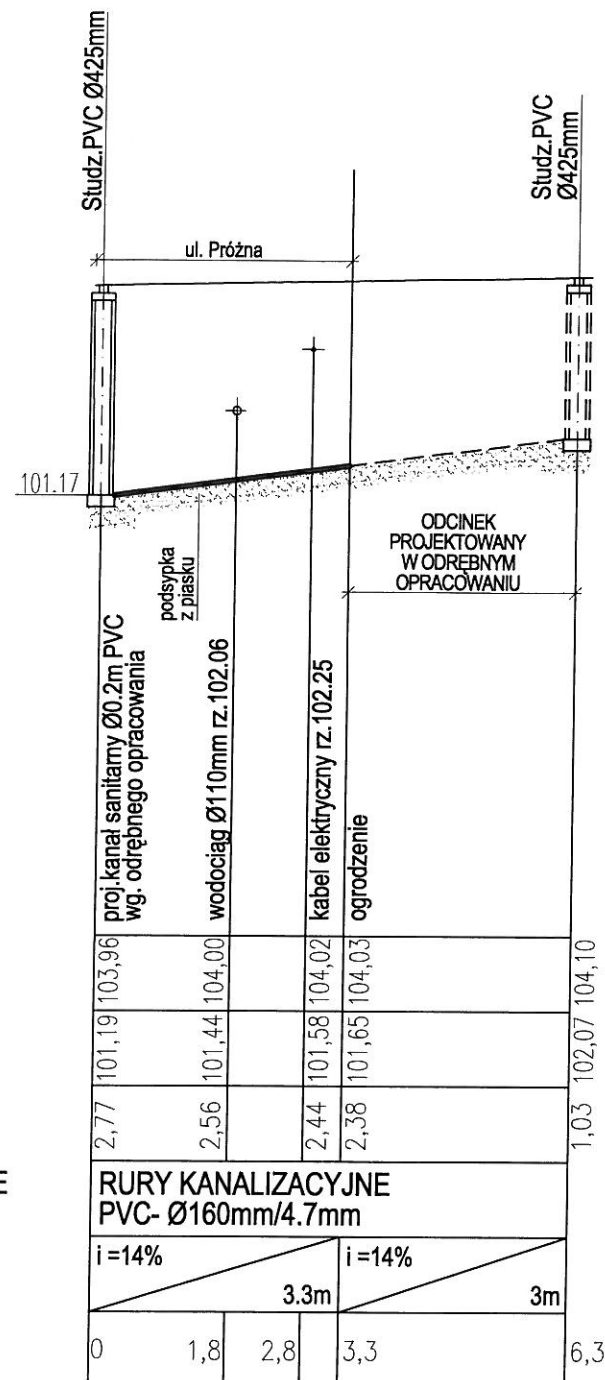 Studz.PVC Ø425mm
Studz.PVC
Ø425mm
ul. Próżna
101.17
podsypka
z piasku
ODCINEK
PROJEKTOWANY
W ODRĘBNYM
OPRACOWANIU
proj.kanał sanitarny Ø0.2m PVC
wg. odrębnego opracowania
wodociąg Ø110mm rz.102.06
kabel elektryczny rz.102.25
ogrodzenie
103,96 104,00 104,02 104,03 104,10
101,19 101,44 101,58 101,65 102,07
2,77 2,56 2,44 2,38 1,03
E
RURY KANALIZACYJNE
PVC- Ø160mm/4.7mm
i =14% i =14%
3.3m 3m
0 1,8 2,8 3,3 6,3